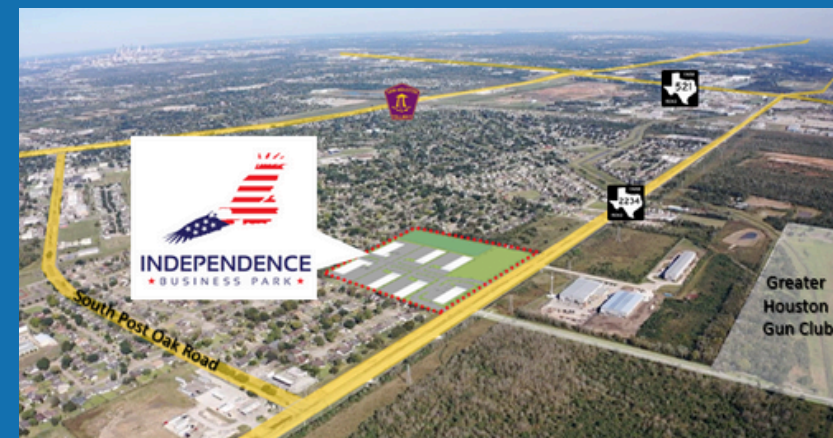 521
2234
INDEPENDENCE
★ BUSINESS PARK ★
South Post Oak Road
Greater
Houston
Gun Club